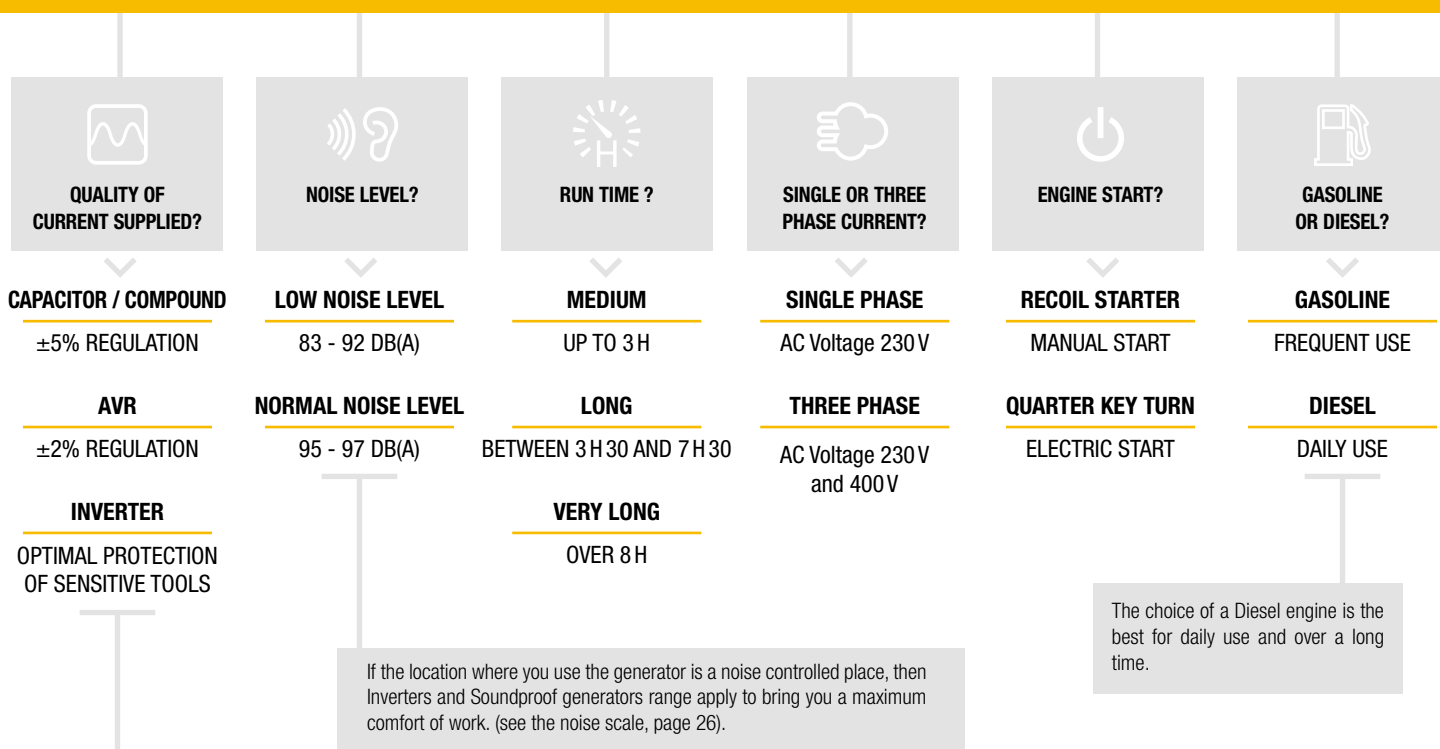 QUALITY OF
CURRENT SUPPLIED?
CAPACITOR / COMPOUND
±5% REGULATION
AVR
±2% REGULATION
INVERTER
OPTIMAL PROTECTION
OF SENSITIVE TOOLS
NOISE LEVEL?
LOW NOISE LEVEL
83 - 92 DB(A)
NORMAL NOISE LEVEL
95 - 97 DB(A)
If the location where you use the generator is a noise controlled place, then
Inverters and Soundproof generators range apply to bring you a maximum
comfort of work. (see the noise scale, page 26).
H
RUN TIME ?
MEDIUM
UP TO 3 H
LONG
BETWEEN 3 H 30 AND 7 H 30
VERY LONG
OVER 8 H
SINGLE OR THREE
PHASE CURRENT?
SINGLE PHASE
AC Voltage 230 V
THREE PHASE
AC Voltage 230 V
and 400 V
ENGINE START?
RECOIL STARTER
MANUAL START
QUARTER KEY TURN
ELECTRIC START
GASOLINE
OR DIESEL?
GASOLINE
FREQUENT USE
DIESEL
DAILY USE
The choice of a Diesel engine is the
best for daily use and over a long
time.